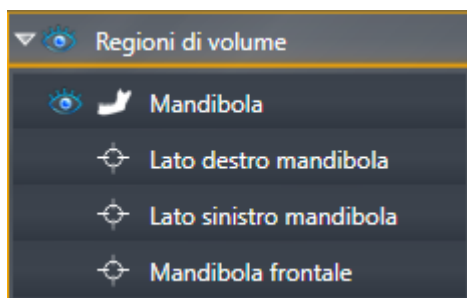 Regioni di volume
Mandibola
Lato destro mandibola
Lato sinistro mandibola
Mandibola frontale